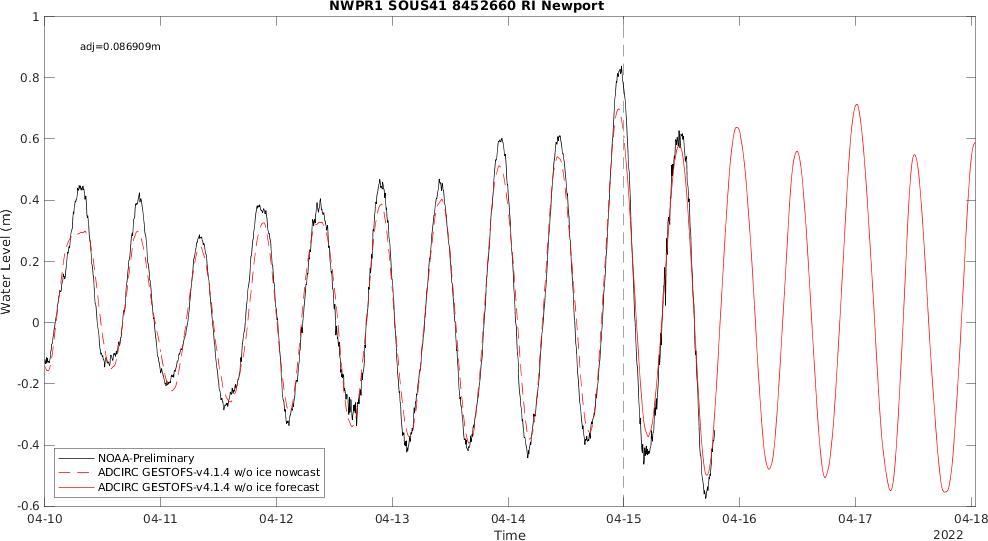 NWPR1 SOUS41 8452660 RI Newport
adj=0.086909m
1
0.8
0.6
0.4
0.2
0
-0.2
-0.4
-0.6
Water Level (m)
NOAA-Preliminary
ADCIRC GESTOFS-v4.1.4 w/o ice nowcast
ADCIRC GESTOFS-v4.1.4 w/o ice forecast
04-10 04-11 04-12 04-13 04-14 04-15 04-16 04-17 04-18
Time
2022